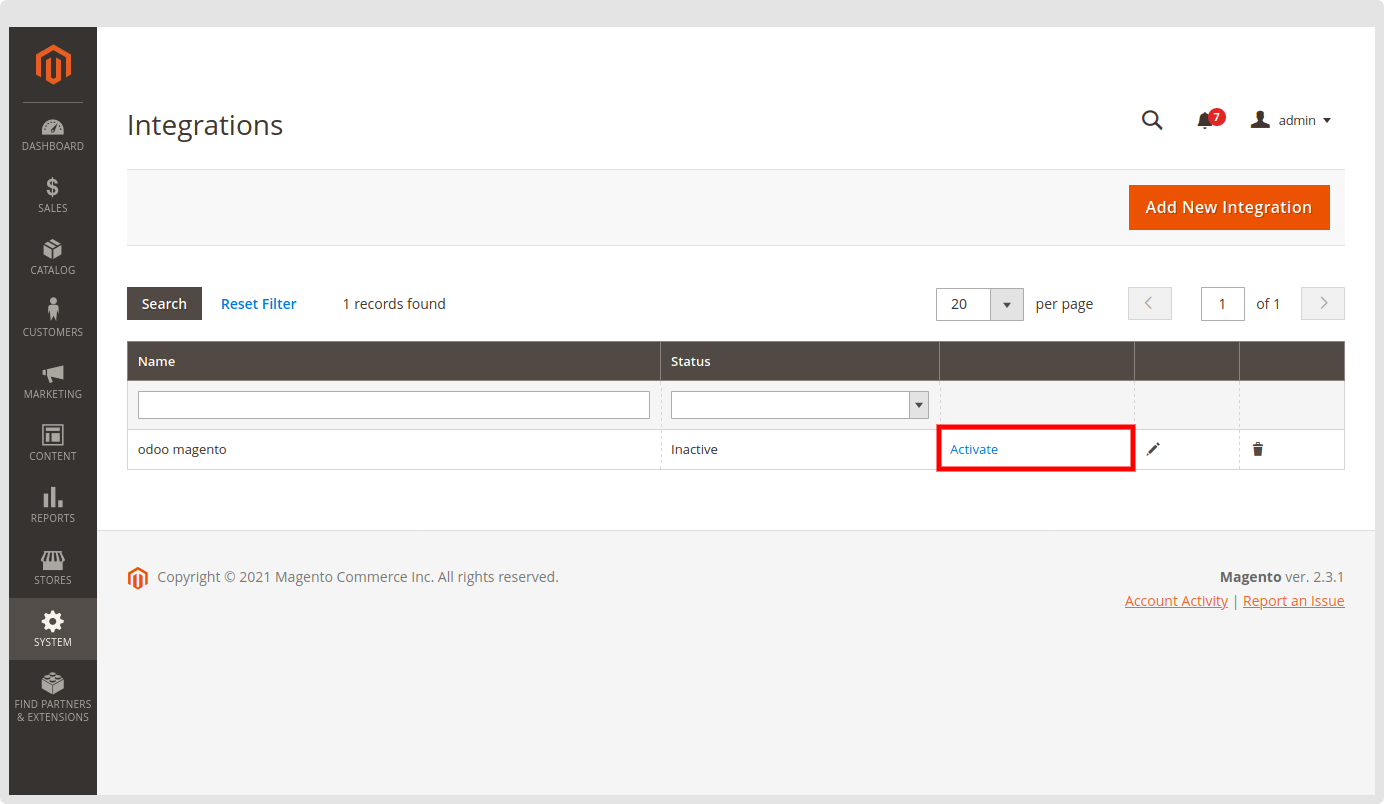 DASHBOARD
SALES
CATALOG
CUSTOMERS
MARKETING
CONTENT
REPORTS
STORES
SYSTEM
FIND PARTNERS
& EXTENSIONS
Integrations
7
admin
Add New Integration
Search Reset Filter 1 records found 20 per page 1 of 1
Name Status
odoo magento Inactive Activate
Copyright © 2021 Magento Commerce Inc. All rights reserved.
Magento ver. 2.3.1
Account Activity | Report an Issue